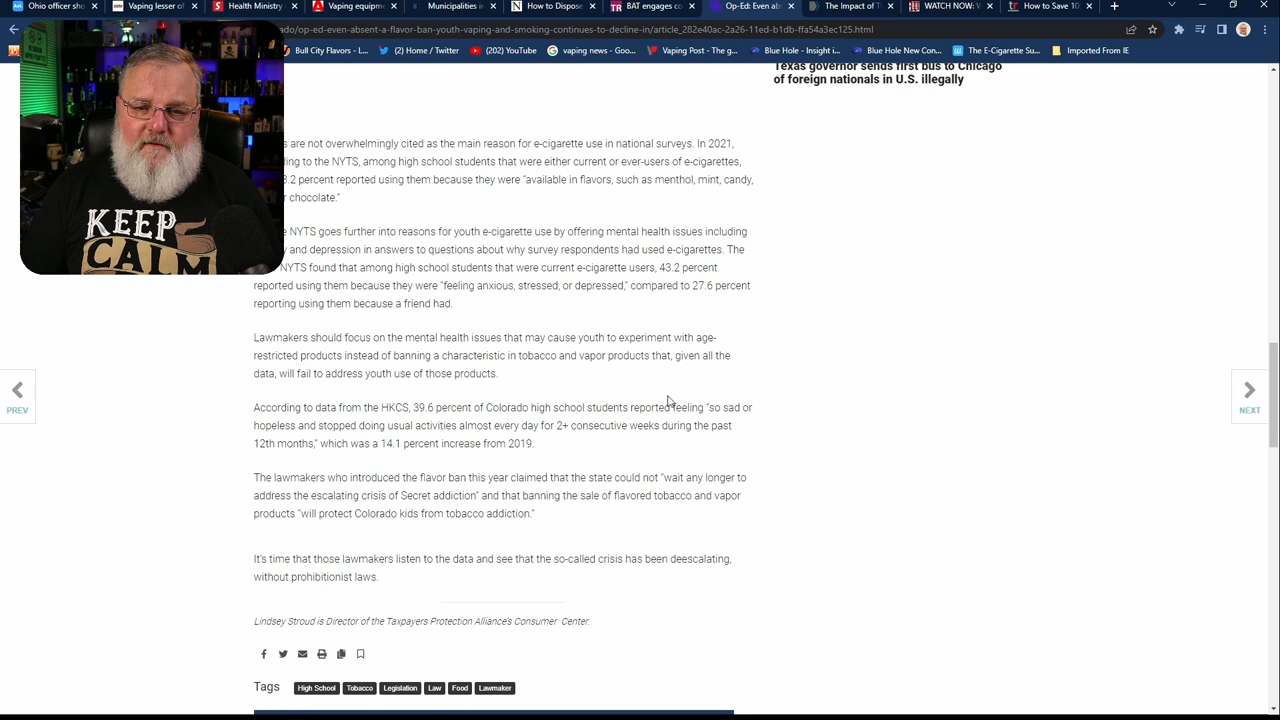 Ohio officer sho
Vaping lesser of
Health Ministry
Vaping equipme
Municipalities in
How to Dispose
BAT engages co
Op-Ed: Even abs
The Impact of T
WATCH NOW: V
How to Save 10
ado/op-ed-even-absent-a-flavor-ban-youth-vaping-and-smoking-continues-to-decline-in/article_282e40ac-2a26-11ed-b1db-ffa54a3ec125.html
Bull City Flavors - L...
(2) Home / Twitter
(202) YouTube
vaping news - Goo...
Vaping Post - The g...
Blue Hole - Insight i...
Blue Hole New Con...
The E-Cigarette Su...
Imported From IE
Texas governor sends first bus to Chicago
of foreign nationals in U.S. illegally
KEEP
CALM
s are not overwhelmingly cited as the main reason for e-cigarette use in national surveys. In 2021,
ding to the NYTS, among high school students that were either current or ever-users of e-cigarettes,
3.2 percent reported using them because they were “available in flavors, such as menthol, mint, candy,
r chocolate.”
NYTS goes further into reasons for youth e-cigarette use by offering mental health issues including
y and depression in answers to questions about why survey respondents had used e-cigarettes. The
NYTS found that among high school students that were current e-cigarette users, 43.2 percent
reported using them because they were “feeling anxious, stressed, or depressed,” compared to 27.6 percent
reporting using them because a friend had.
Lawmakers should focus on the mental health issues that may cause youth to experiment with age-
restricted products instead of banning a characteristic in tobacco and vapor products that, given all the
data, will fail to address youth use of those products.
According to data from the HKCS, 39.6 percent of Colorado high school students reported feeling “so sad or
hopeless and stopped doing usual activities almost every day for 2+ consecutive weeks during the past
12th months,” which was a 14.1 percent increase from 2019.
The lawmakers who introduced the flavor ban this year claimed that the state could not “wait any longer to
address the escalating crisis of Secret addiction” and that banning the sale of flavored tobacco and vapor
products “will protect Colorado kids from tobacco addiction.”
It’s time that those lawmakers listen to the data and see that the so-called crisis has been deescalating,
without prohibitionist laws.
Lindsey Stroud is Director of the Taxpayers Protection Alliance’s Consumer Center.
Tags
High School
Tobacco
Legislation
Law
Food
Lawmaker
PREV
NEXT